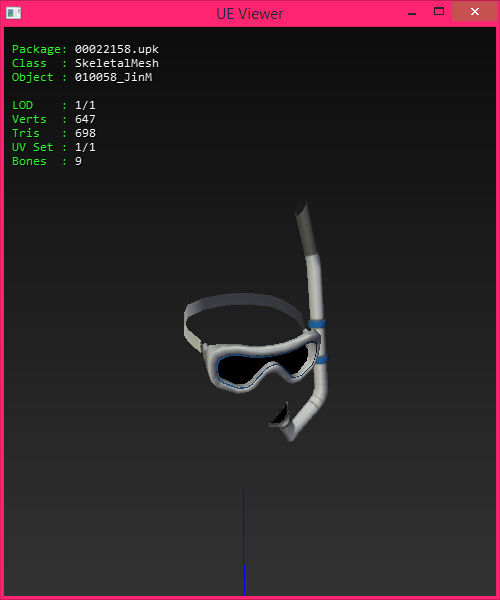 UE Viewer
Package: 00022158.upk
Class  : SkeletalMesh
Object : 010058_JinM
LOD    : 1/1
Verts  : 647
Tris   : 698
UV Set : 1/1
Bones  : 9